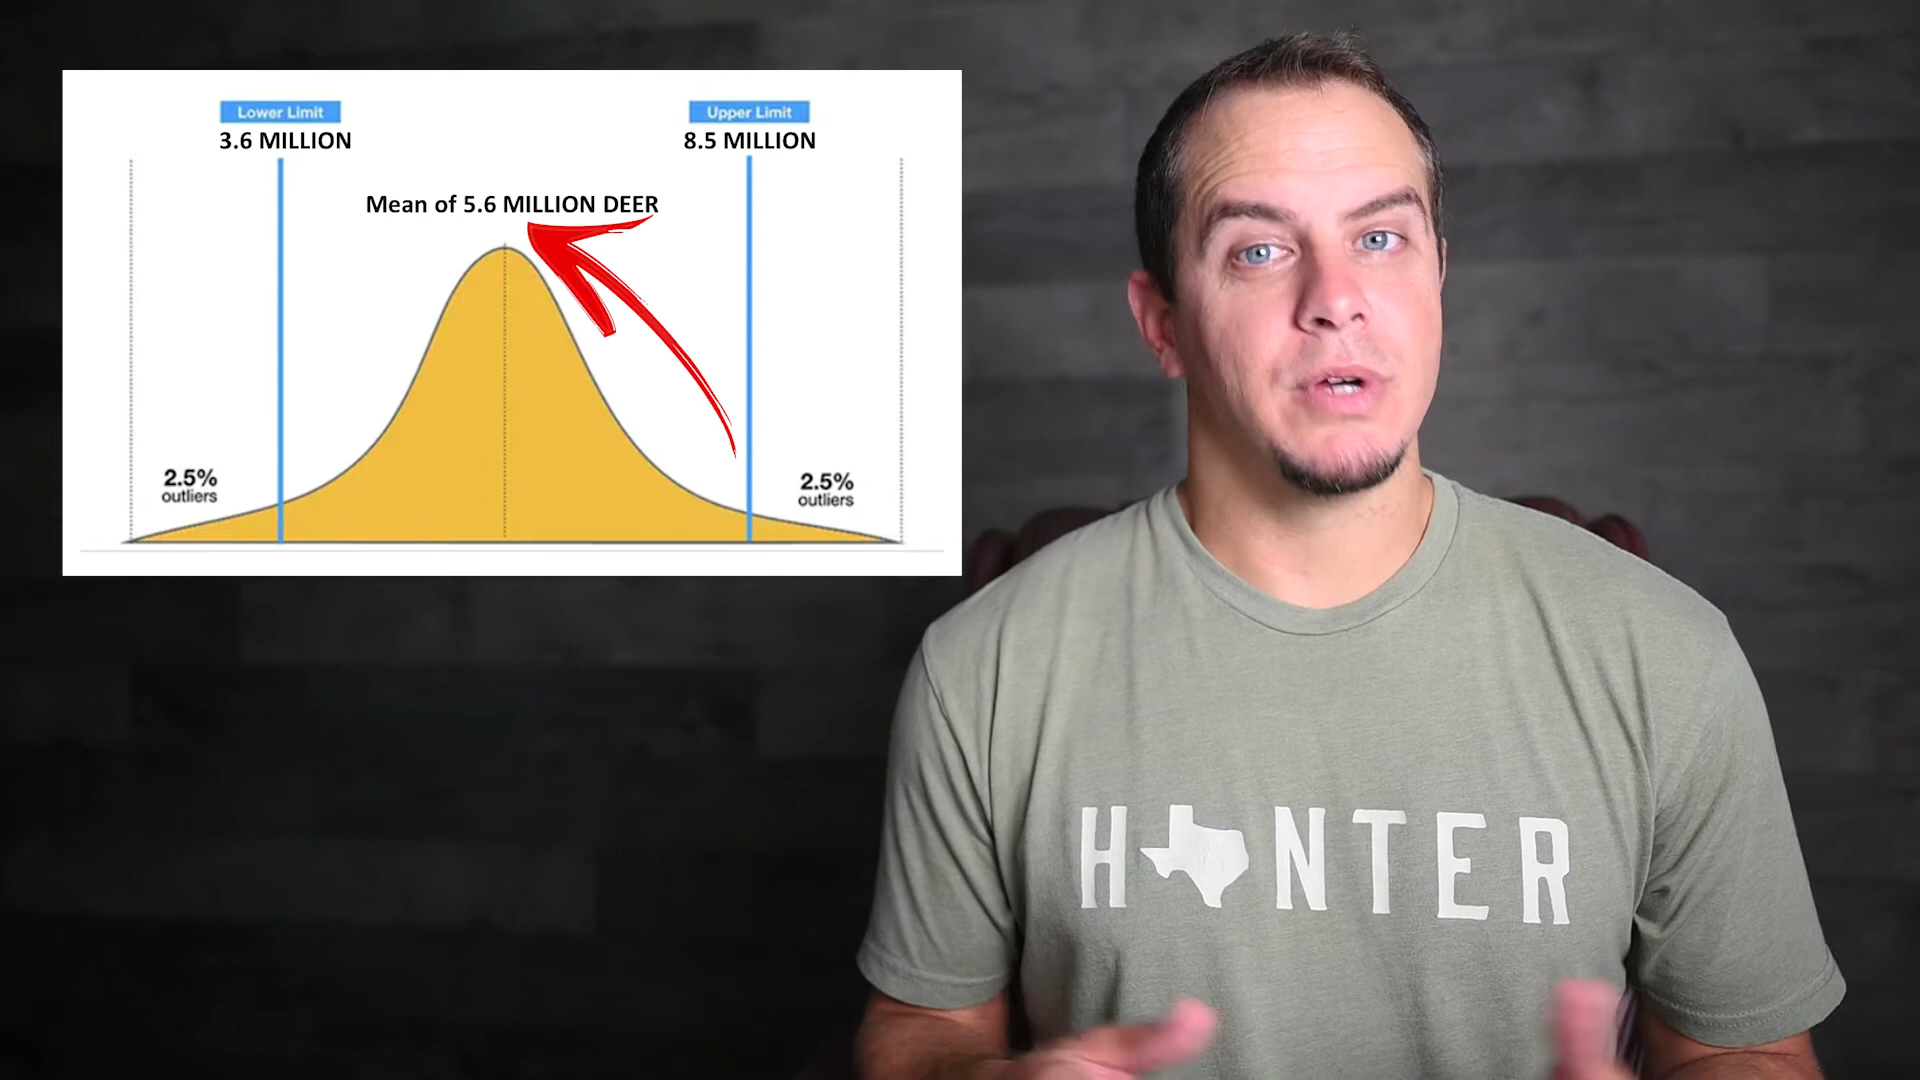 Lower Limit
3.6 MILLION
Upper Limit
8.5 MILLION
Mean of 5.6 MILLION DEER
2.5%
outliers
2.5%
outliers
H NTER